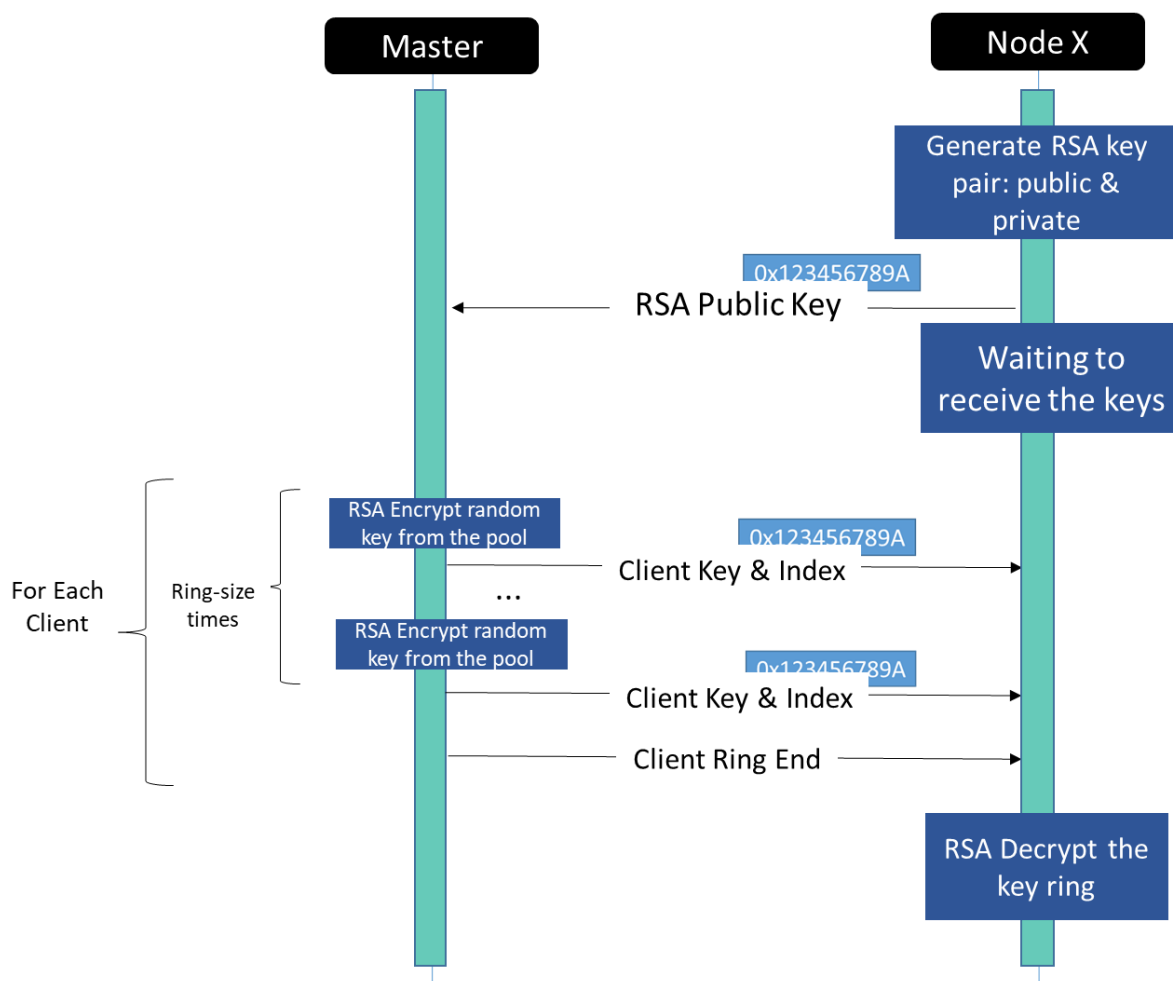 Master
Node X
Generate RSA key
pair: public &
private
0x123456789A
RSA Public Key
Waiting to
receive the keys
For Each
Client
Ring-size
times
RSA Encrypt random
key from the pool
0x123456789A
Client Key & Index
...
RSA Encrypt random
key from the pool
0x123456789A
Client Key & Index
Client Ring End
RSA Decrypt the
key ring